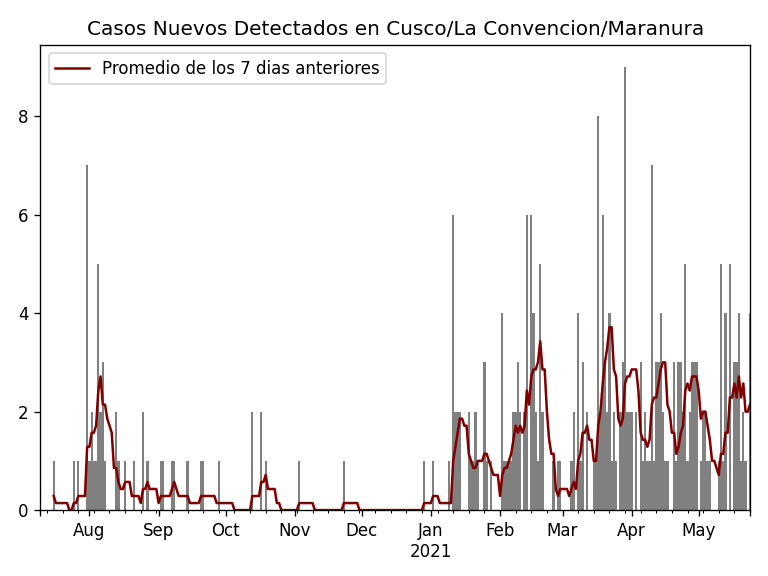 Casos Nuevos Detectados en Cusco/La Convencion/Maranura
Promedio de los 7 dias anteriores
8
6
4
2
0
Aug Sep Oct Nov Dec Jan Feb Mar Apr May
2021